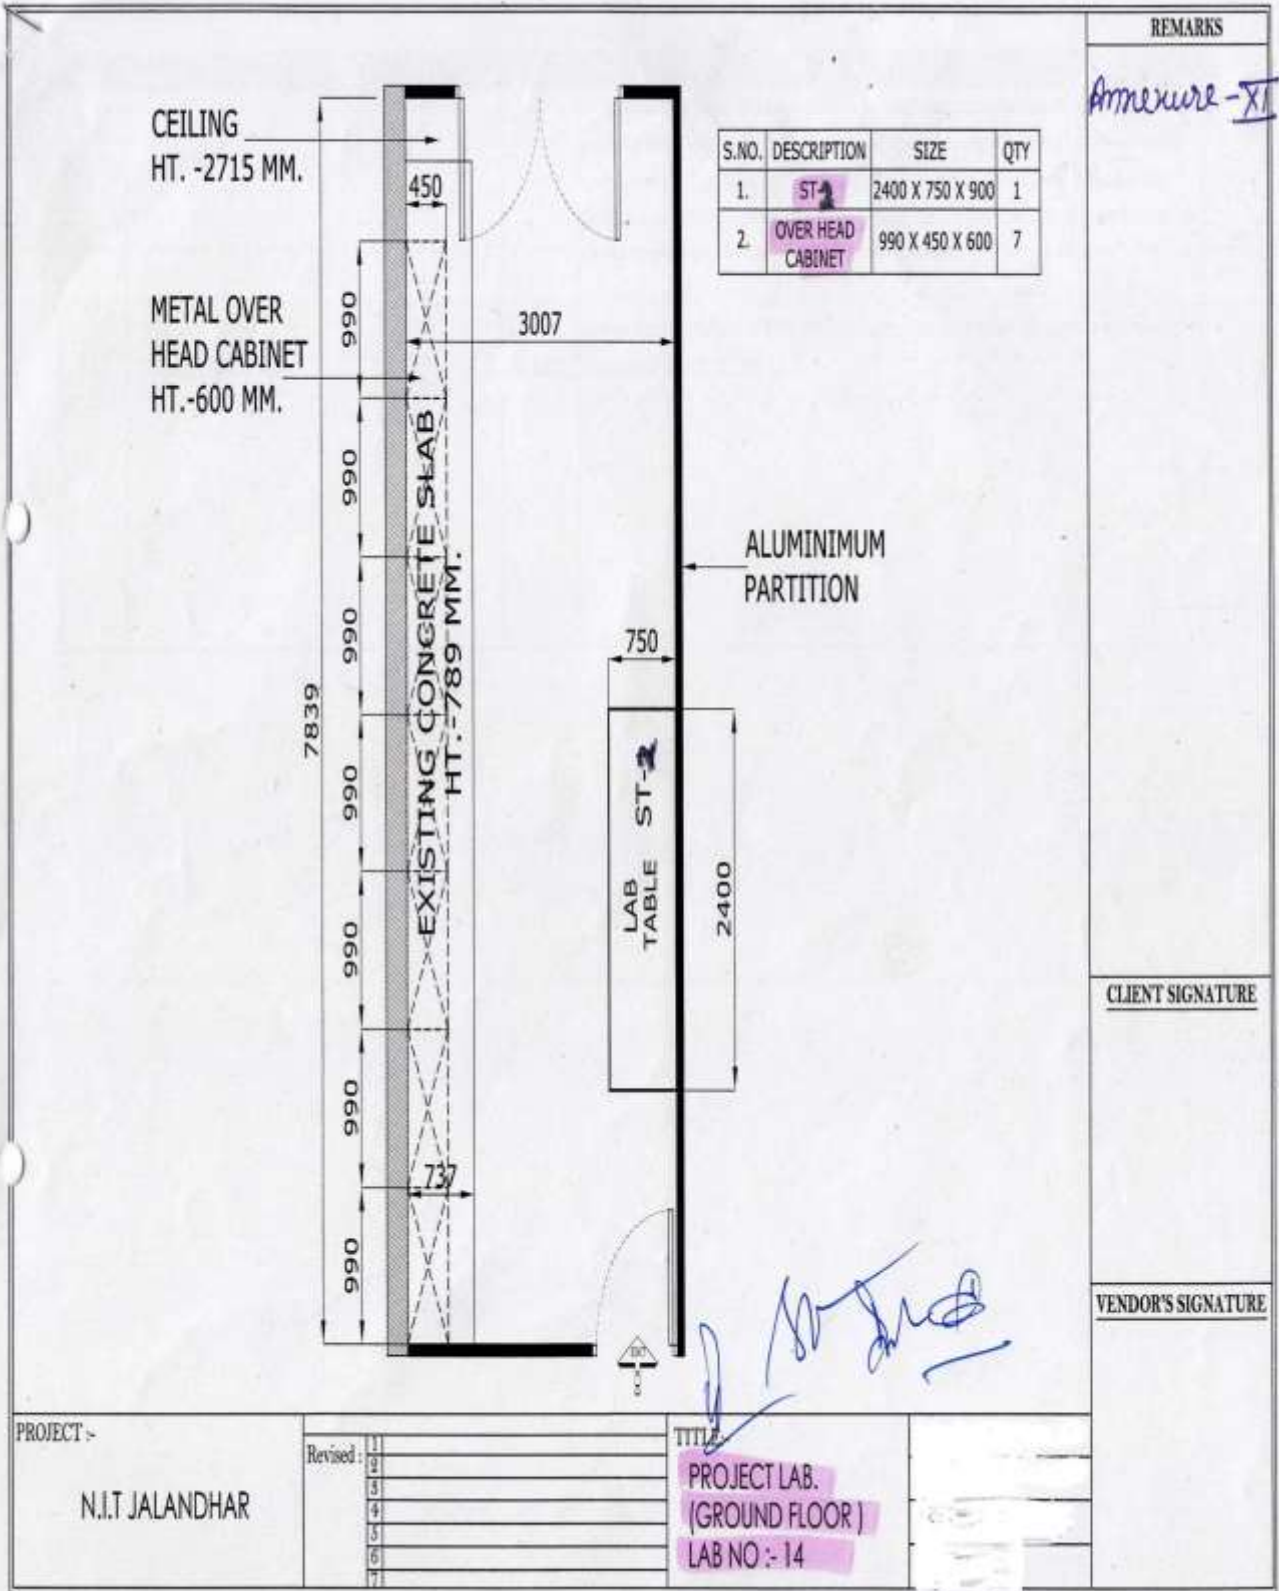 REMARKS
Annexure - XI
CEILING
HT. -2715 MM.
450
S.NO. DESCRIPTION SIZE QTY
1. ST- 2400 X 750 X 900 1
2. OVER HEAD CABINET 990 X 450 X 600 7
METAL OVER
HEAD CABINET
HT.-600 MM.
3007
990
990
990
990
990
990
990
7839
EXISTING CONCRETE SLAB
HT.-789 MM.
ALUMINIMUM
PARTITION
750
LAB
TABLE ST-2
2400
737
EXIT
CLIENT SIGNATURE
VENDOR'S SIGNATURE
PROJECT :-
N.I.T JALANDHAR
Revised :
1
2
3
4
5
6
7
TITLE:-
PROJECT LAB.
(GROUND FLOOR )
LAB NO :- 14